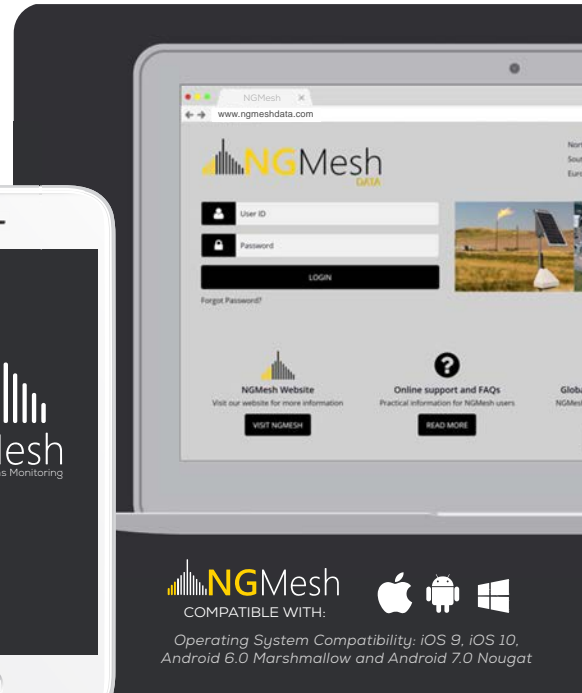 NGMesh
www.ngmeshdata.com
NGMesh
DATA
User ID
Password
LOGIN
Forgot Password?
NGMesh Website
Visit our website for more information
VISIT NGMESH
Online support and FAQs
Practical information for NGMesh users
READ MORE
NGMesh
COMPATIBLE WITH:
Operating System Compatibility: iOS 9, iOS 10,
Android 6.0 Marshmallow and Android 7.0 Nougat
esh
Monitoring